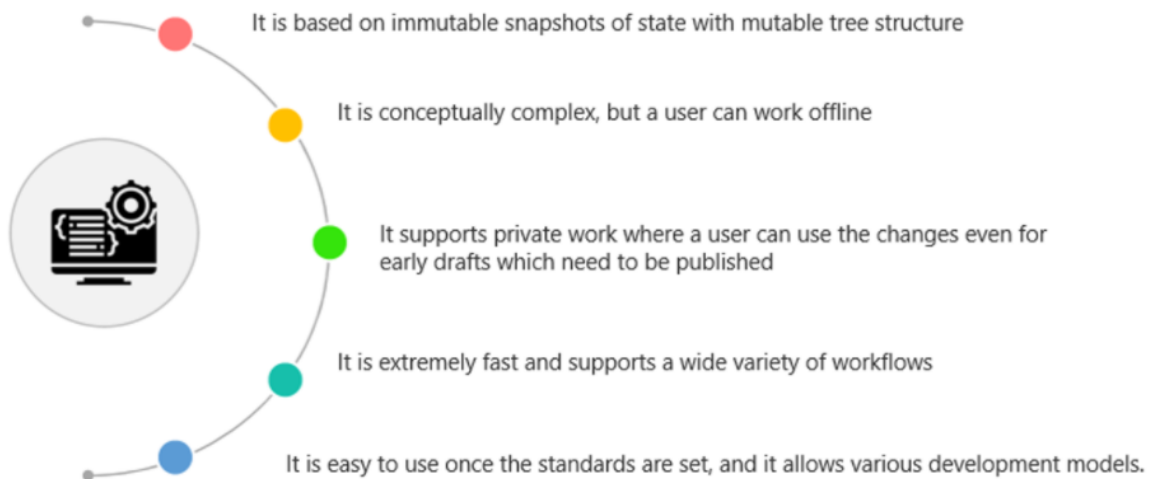 It is based on immutable snapshots of state with mutable tree structure
It is conceptually complex, but a user can work offline
It supports private work where a user can use the changes even for
early drafts which need to be published
It is extremely fast and supports a wide variety of workflows
It is easy to use once the standards are set, and it allows various development models.